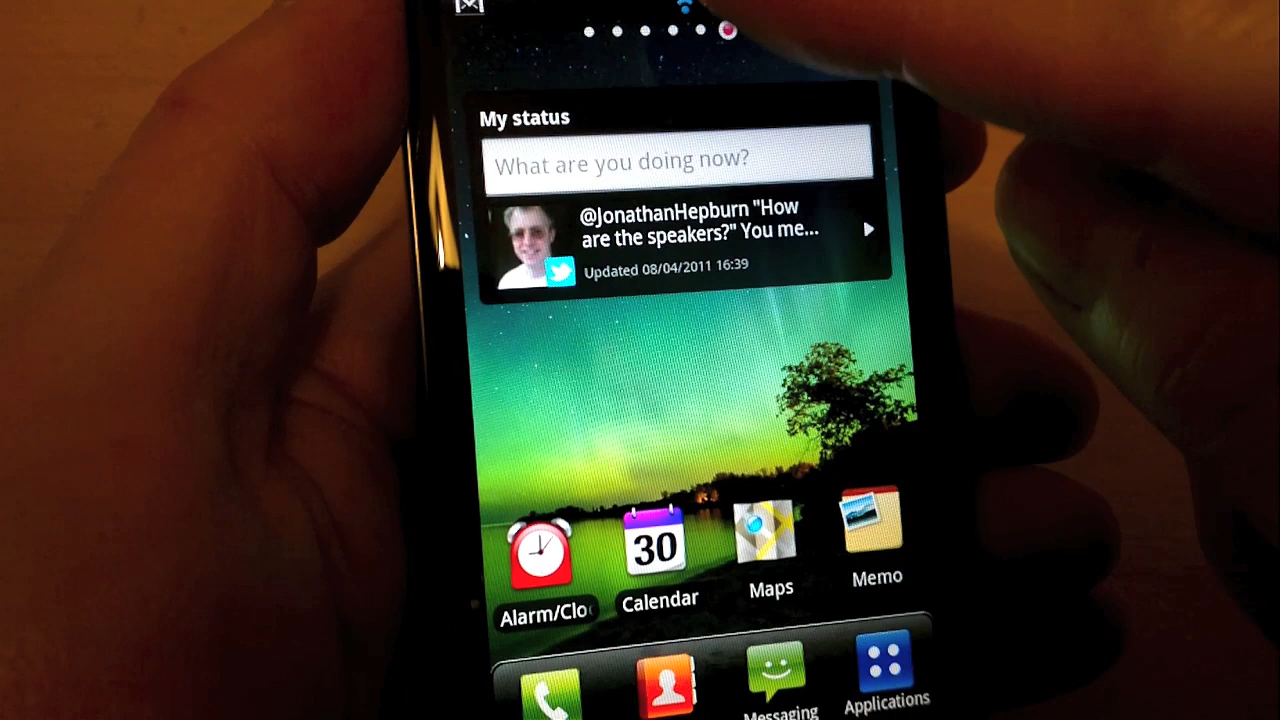 My status
What are you doing now?
@JonathanHepburn "How
are the speakers?" You me...
Updated 08/04/2011 16:39
30
Alarm/Clo
Calendar
Maps
Memo
Messaging
Applications